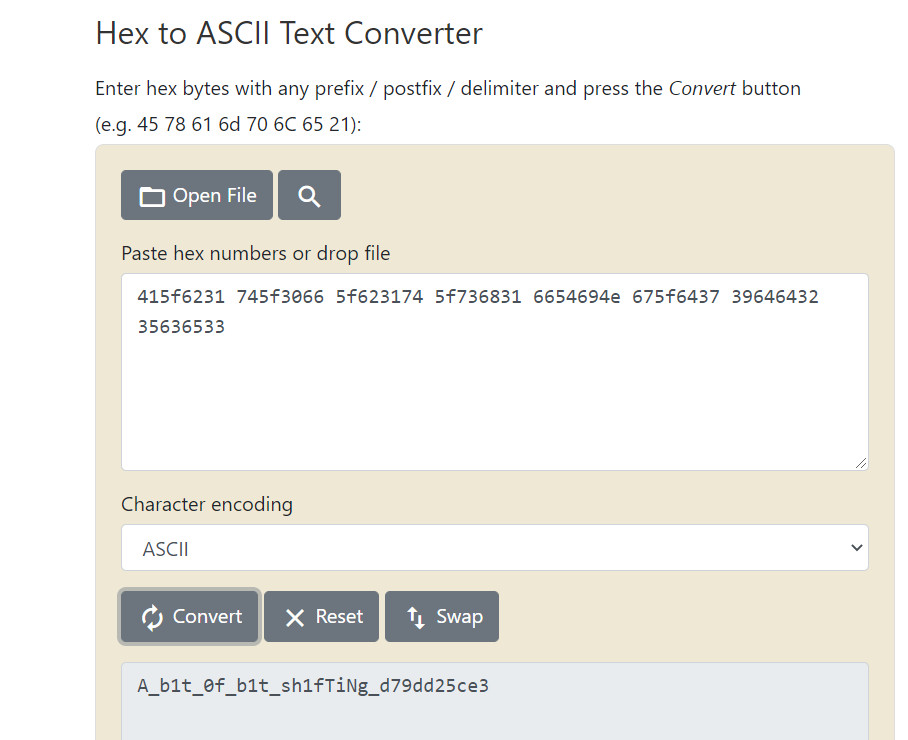 Hex to ASCII Text Converter
Enter hex bytes with any prefix / postfix / delimiter and press the Convert button
(e.g. 45 78 61 6d 70 6C 65 21):
Open File
Paste hex numbers or drop file
415f6231 745f3066 5f623174 5f736831 6654694e 675f6437 39646432
35636533
Character encoding
ASCII
Convert Reset Swap
A_b1t_0f_b1t_sh1fTiNg_d79dd25ce3